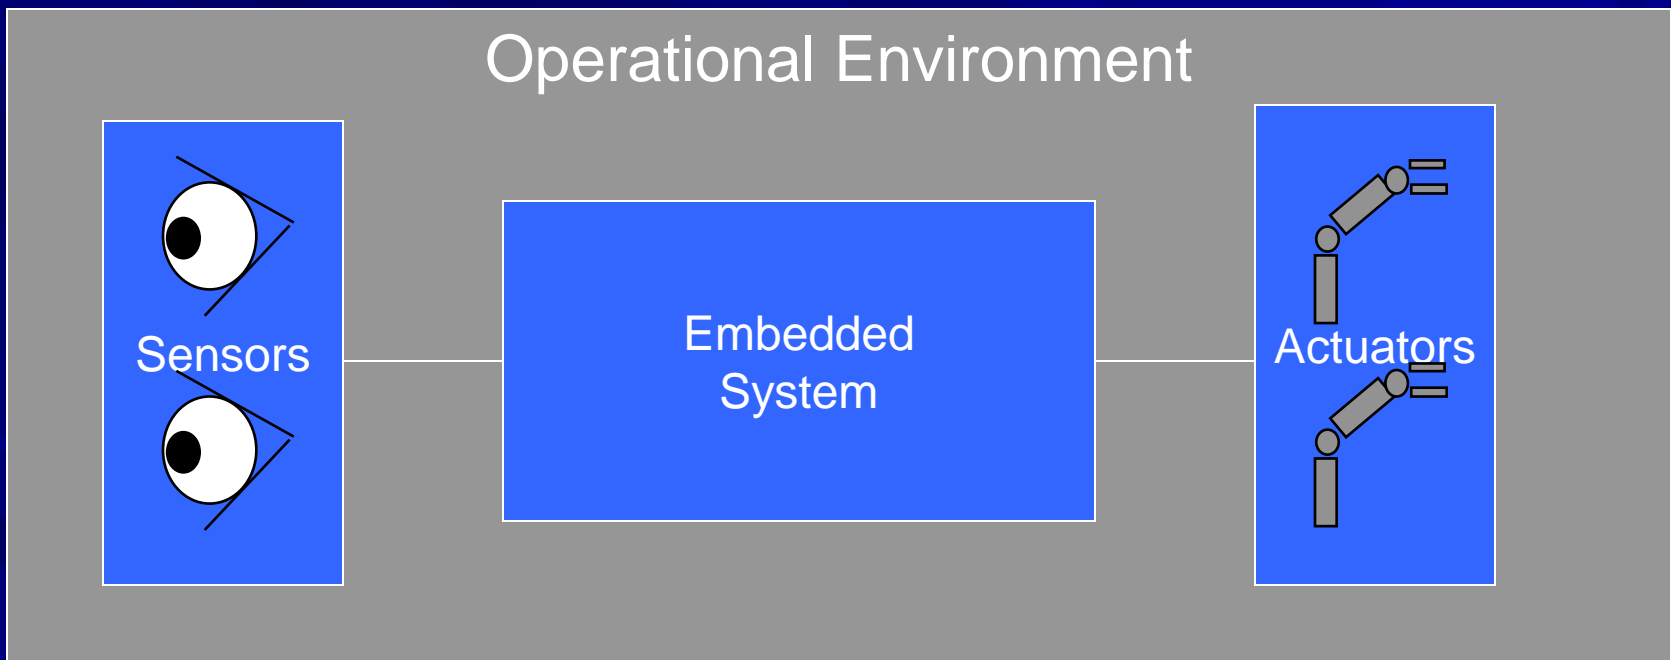 Operational Environment
Sensors
Embedded
System
Actuators